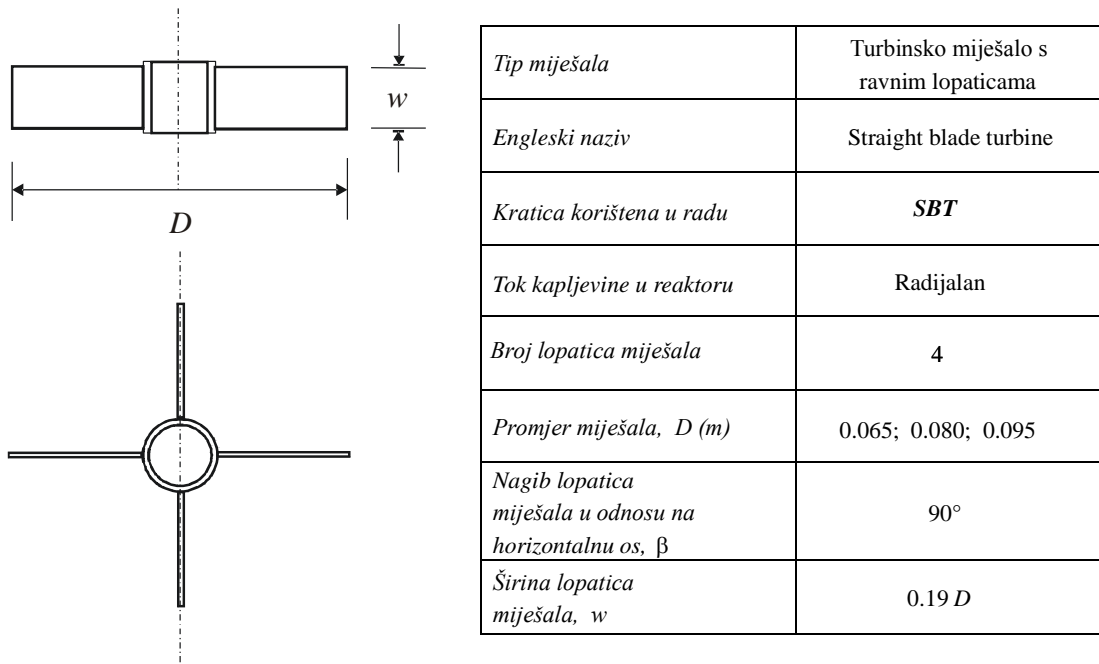 w
D
Tip miješala
Turbinsko miješalo s
ravnim lopaticama
Engleski naziv
Straight blade turbine
Kratica korištena u radu
SBT
Tok kapljevine u reaktoru
Radijalan
Broj lopatica miješala
4
Promjer miješala, D (m)
0.065; 0.080; 0.095
Nagib lopatica
miješala u odnosu na
horizontalnu os, β
90°
Širina lopatica
miješala, w
0.19 D